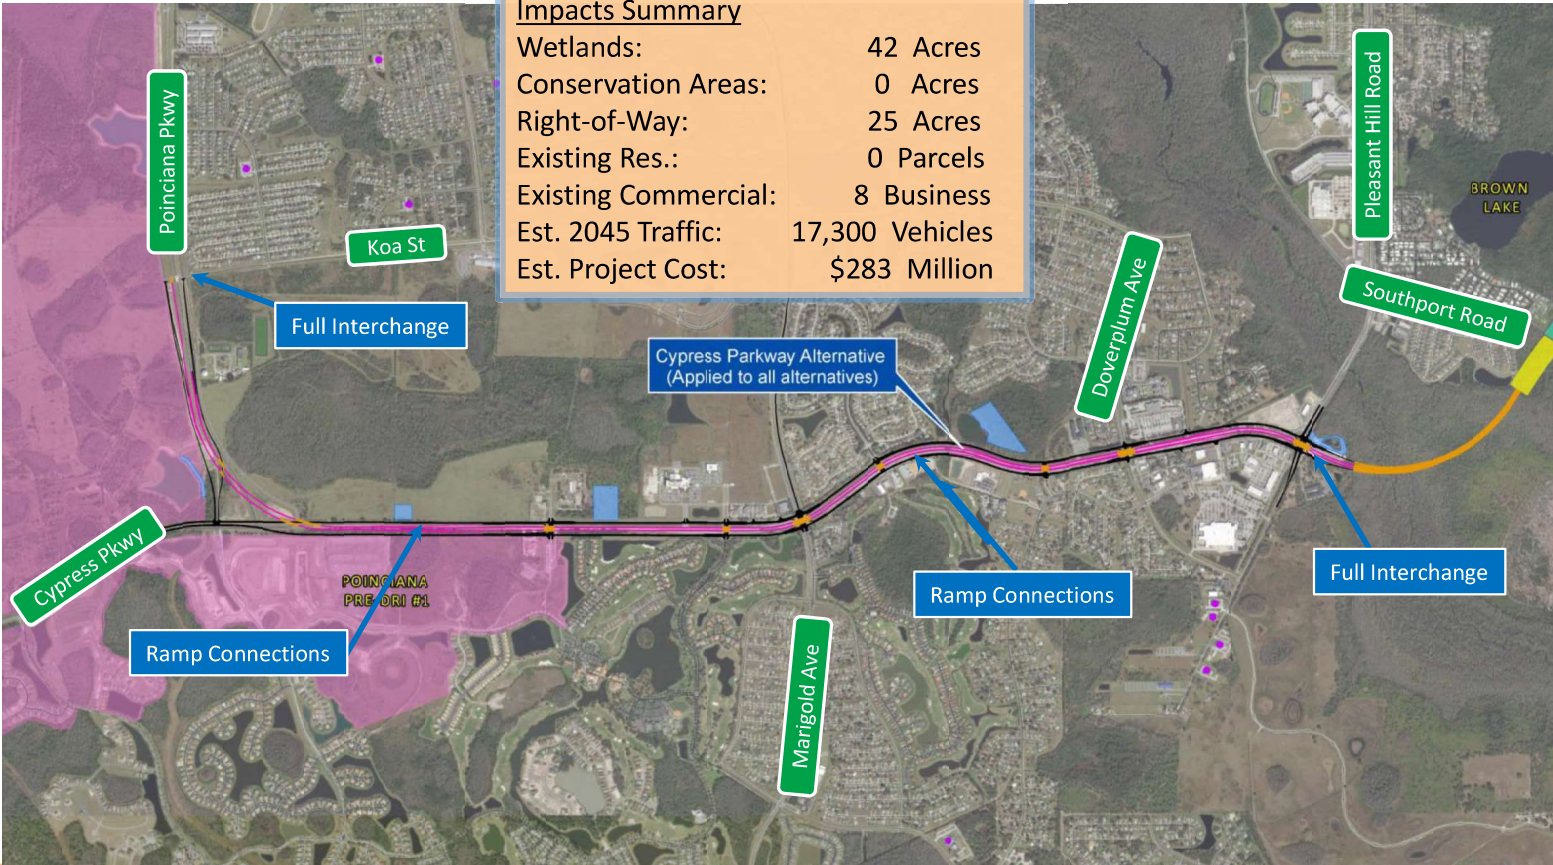 Impacts Summary
Wetlands: 42 Acres
Conservation Areas: 0 Acres
Right-of-Way: 25 Acres
Existing Res.: 0 Parcels
Existing Commercial: 8 Business
Est. 2045 Traffic: 17,300 Vehicles
Est. Project Cost: $283 Million
Poinciana Pkwy
Koa St
Full Interchange
Pleasant Hill Road
BROWN
LAKE
Southport Road
Doverplum Ave
Cypress Parkway Alternative
(Applied to all alternatives)
Cypress Pkwy
POINCIANA
PRE-DRI #1
Ramp Connections
Ramp Connections
Full Interchange
Marigold Ave